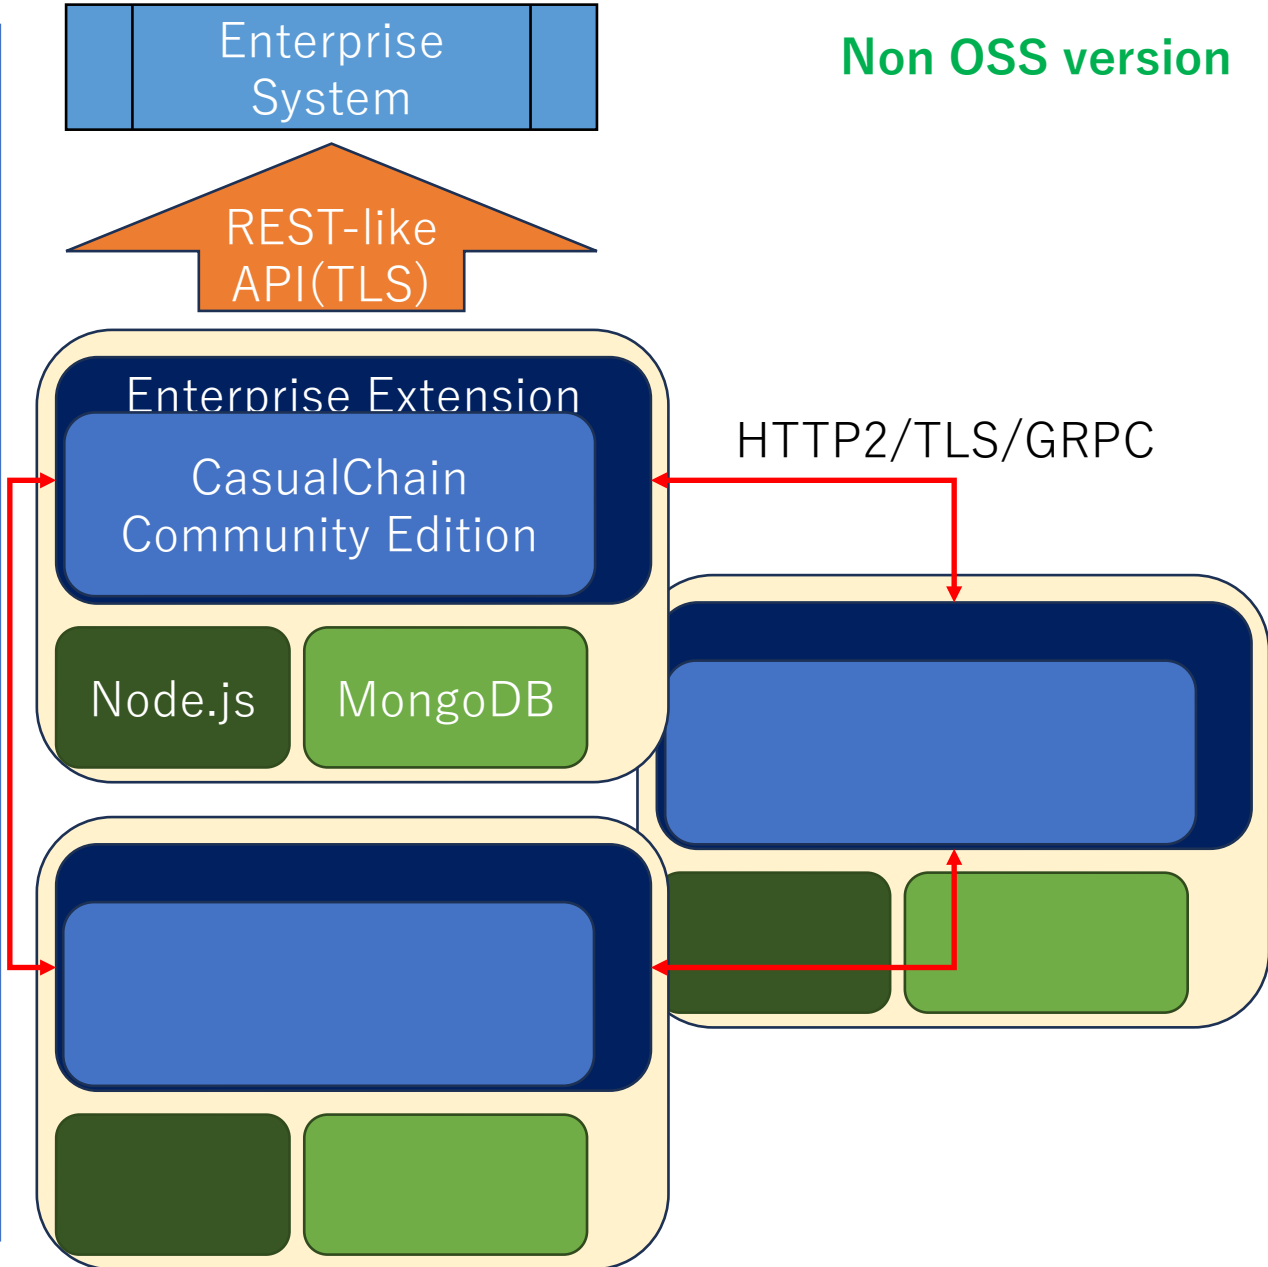 Enterprise
System
Non OSS version
REST-like
API(TLS)
Enterprise Extension
CasualChain
Community Edition
HTTP2/TLS/GRPC
Node.js
MongoDB